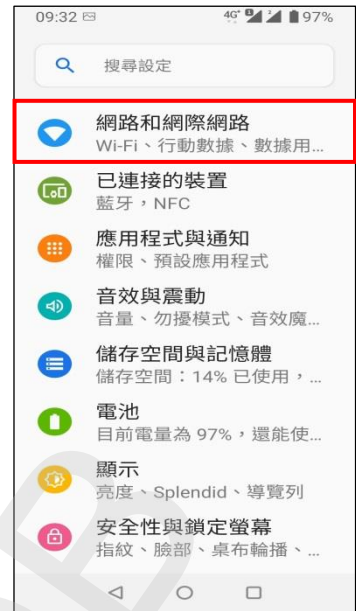 09:32 4G+ 97%
搜尋設定
網路和網際網路
Wi-Fi、行動數據、數據用...
已連接的裝置
藍牙，NFC
應用程式與通知
權限、預設應用程式
音效與震動
音量、勿擾模式、音效魔...
儲存空間與記憶體
儲存空間：14% 已使用，...
電池
目前電量為 97%，還能使...
顯示
亮度、Splendid、導覽列
安全性與鎖定螢幕
指紋、臉部、桌布輪播、...